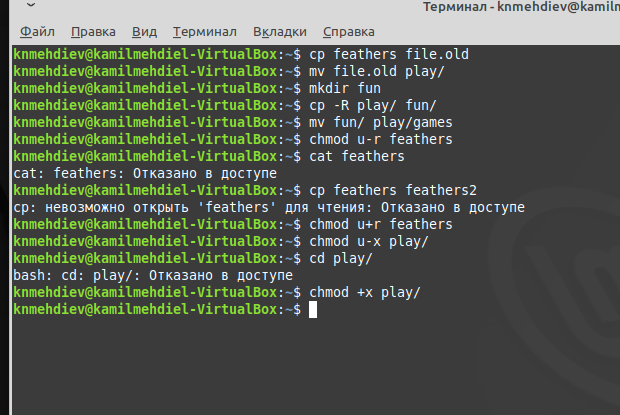 Терминал - knmehdiev@kamilm
Файл Правка Вид Терминал Вкладки Справка
knmehdiev@kamilmehdiel-VirtualBox:~$ cp feathers file.old
knmehdiev@kamilmehdiel-VirtualBox:~$ mv file.old play/
knmehdiev@kamilmehdiel-VirtualBox:~$ mkdir fun
knmehdiev@kamilmehdiel-VirtualBox:~$ cp -R play/ fun/
knmehdiev@kamilmehdiel-VirtualBox:~$ mv fun/ play/games
knmehdiev@kamilmehdiel-VirtualBox:~$ chmod u-r feathers
knmehdiev@kamilmehdiel-VirtualBox:~$ cat feathers
cat: feathers: Отказано в доступе
knmehdiev@kamilmehdiel-VirtualBox:~$ cp feathers feathers2
cp: невозможно открыть 'feathers' для чтения: Отказано в доступе
knmehdiev@kamilmehdiel-VirtualBox:~$ chmod u+r feathers
knmehdiev@kamilmehdiel-VirtualBox:~$ chmod u-x play/
knmehdiev@kamilmehdiel-VirtualBox:~$ cd play/
bash: cd: play/: Отказано в доступе
knmehdiev@kamilmehdiel-VirtualBox:~$ chmod +x play/
knmehdiev@kamilmehdiel-VirtualBox:~$